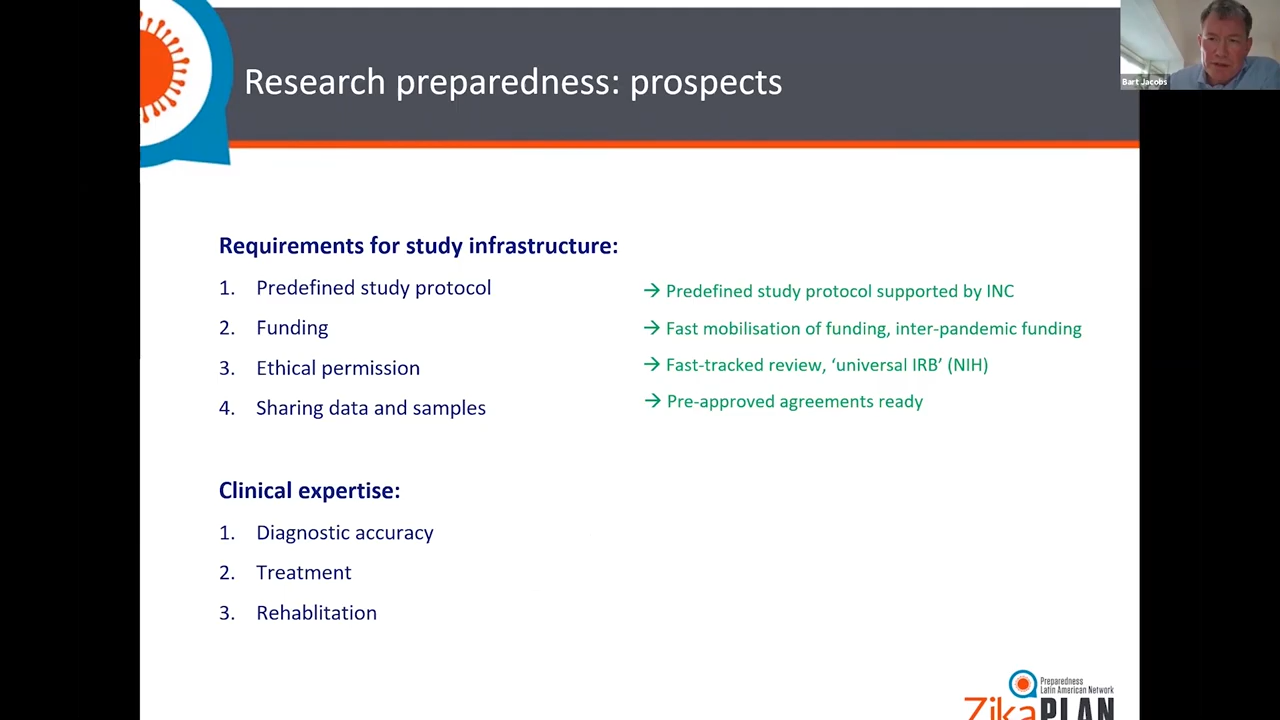 Bart Jacobs
Research preparedness: prospects
Requirements for study infrastructure:
1. Predefined study protocol
→ Predefined study protocol supported by INC
2. Funding
→ Fast mobilisation of funding, inter-pandemic funding
3. Ethical permission
→ Fast-tracked review, ‘universal IRB’ (NIH)
4. Sharing data and samples
→ Pre-approved agreements ready
Clinical expertise:
1. Diagnostic accuracy
2. Treatment
3. Rehablitation
Preparedness
Latin American Network
ZikaPLAN